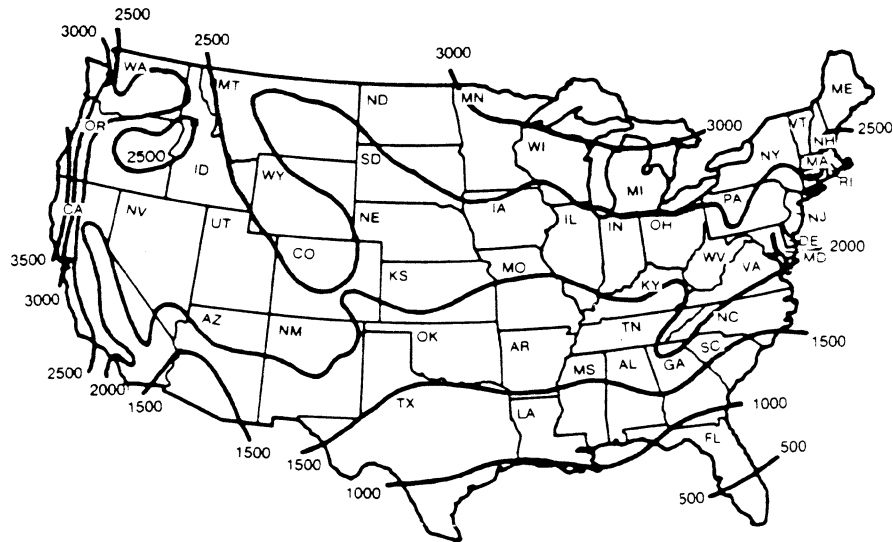 2500
3000
2500
3000
WA
MT
ND
MN
ME
OR
VT
3000
2500
NH
WI
NY
MA
2500
SD
ID
WY
MI
RI
PA
CA
NV
UT
NE
IA
IL
IN
OH
NJ
CO
DE
2000
WV
MD
3500
KS
MO
VA
3000
KY
AZ
NM
OK
TN
NC
1500
AR
SC
MS
AL
GA
2500
2000
1500
TX
LA
1000
FL
1500
1500
500
1000
500